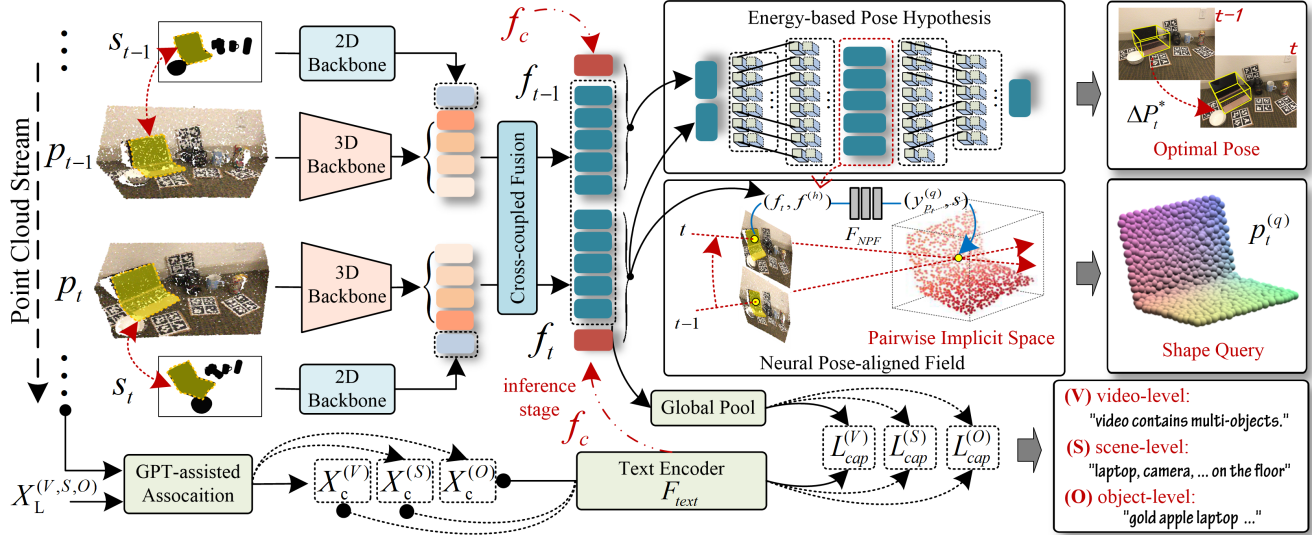 Point Cloud Stream
s_{t-1}
2D
Backbone
p_{t-1}
3D
Backbone
p_t
3D
Backbone
s_t
2D
Backbone
Cross-coupled Fusion
f_c
f_{t-1}
f_t
inference
stage
f_c
Energy-based Pose Hypothesis
t-1
t
ΔP_t^*
Optimal Pose
(f_t, f^{(h)})
F_{NPF}
(y_{p_t}^{(q)}, s)
t
t-1
Pairwise Implicit Space
Neural Pose-aligned Field
p_t^{(q)}
Shape Query
Global Pool
L_{cap}^{(V)}
L_{cap}^{(S)}
L_{cap}^{(O)}
X_L^{(V,S,O)}
GPT-assisted
Assocaition
X_c^{(V)}
X_c^{(S)}
X_c^{(O)}
Text Encoder
F_{text}
(V) video-level:
"video contains multi-objects."
(S) scene-level:
"laptop, camera, ... on the floor"
(O) object-level:
"gold apple laptop ..."